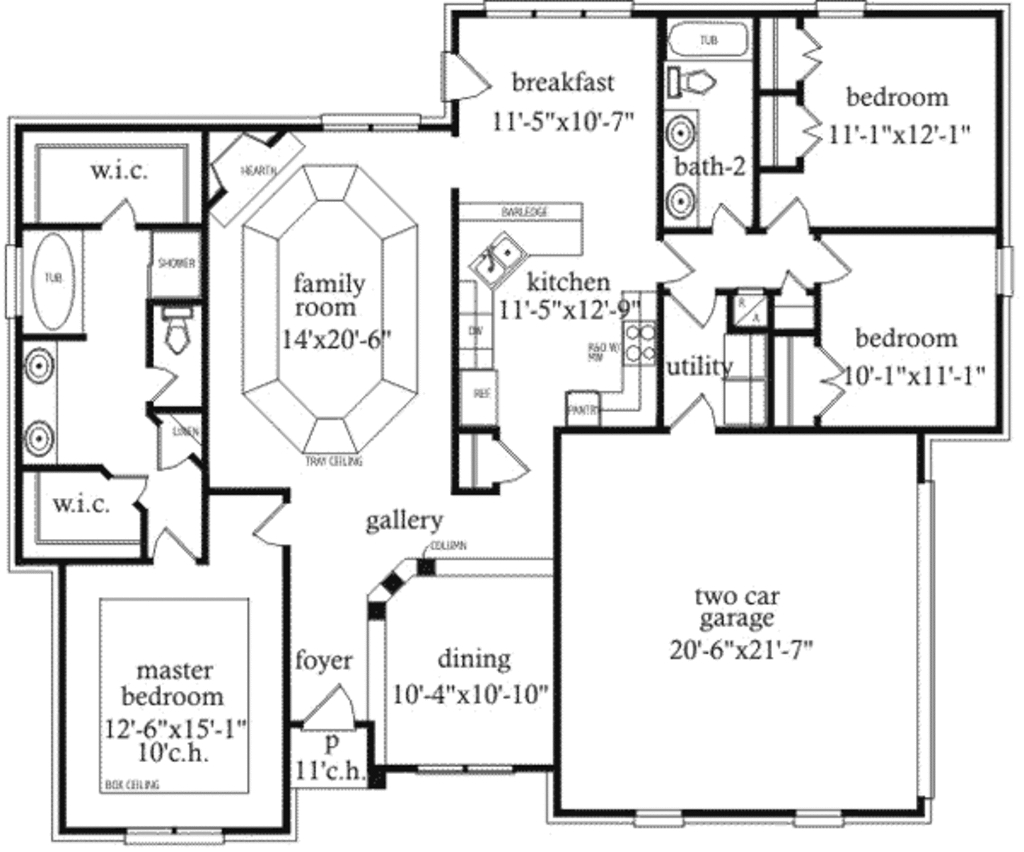 TUB
breakfast
11'-5"x10'-7"
bedroom
11'-1"x12'-1"
bath-2
w.i.c.
HEARTH
BARLEDGE
TUB
SHOWER
family
room
14'x20'-6"
kitchen
11'-5"x12'-9"
DW
REF.
PANTRY
R
A
utility
bedroom
10'-1"x11'-1"
LINEN
TRAY CEILING
w.i.c.
gallery
COLUMN
two car
garage
20'-6"x21'-7"
foyer
dining
10'-4"x10'-10"
master
bedroom
12'-6"x15'-1"
10'c.h.
BOX CEILING
p
11'c.h.